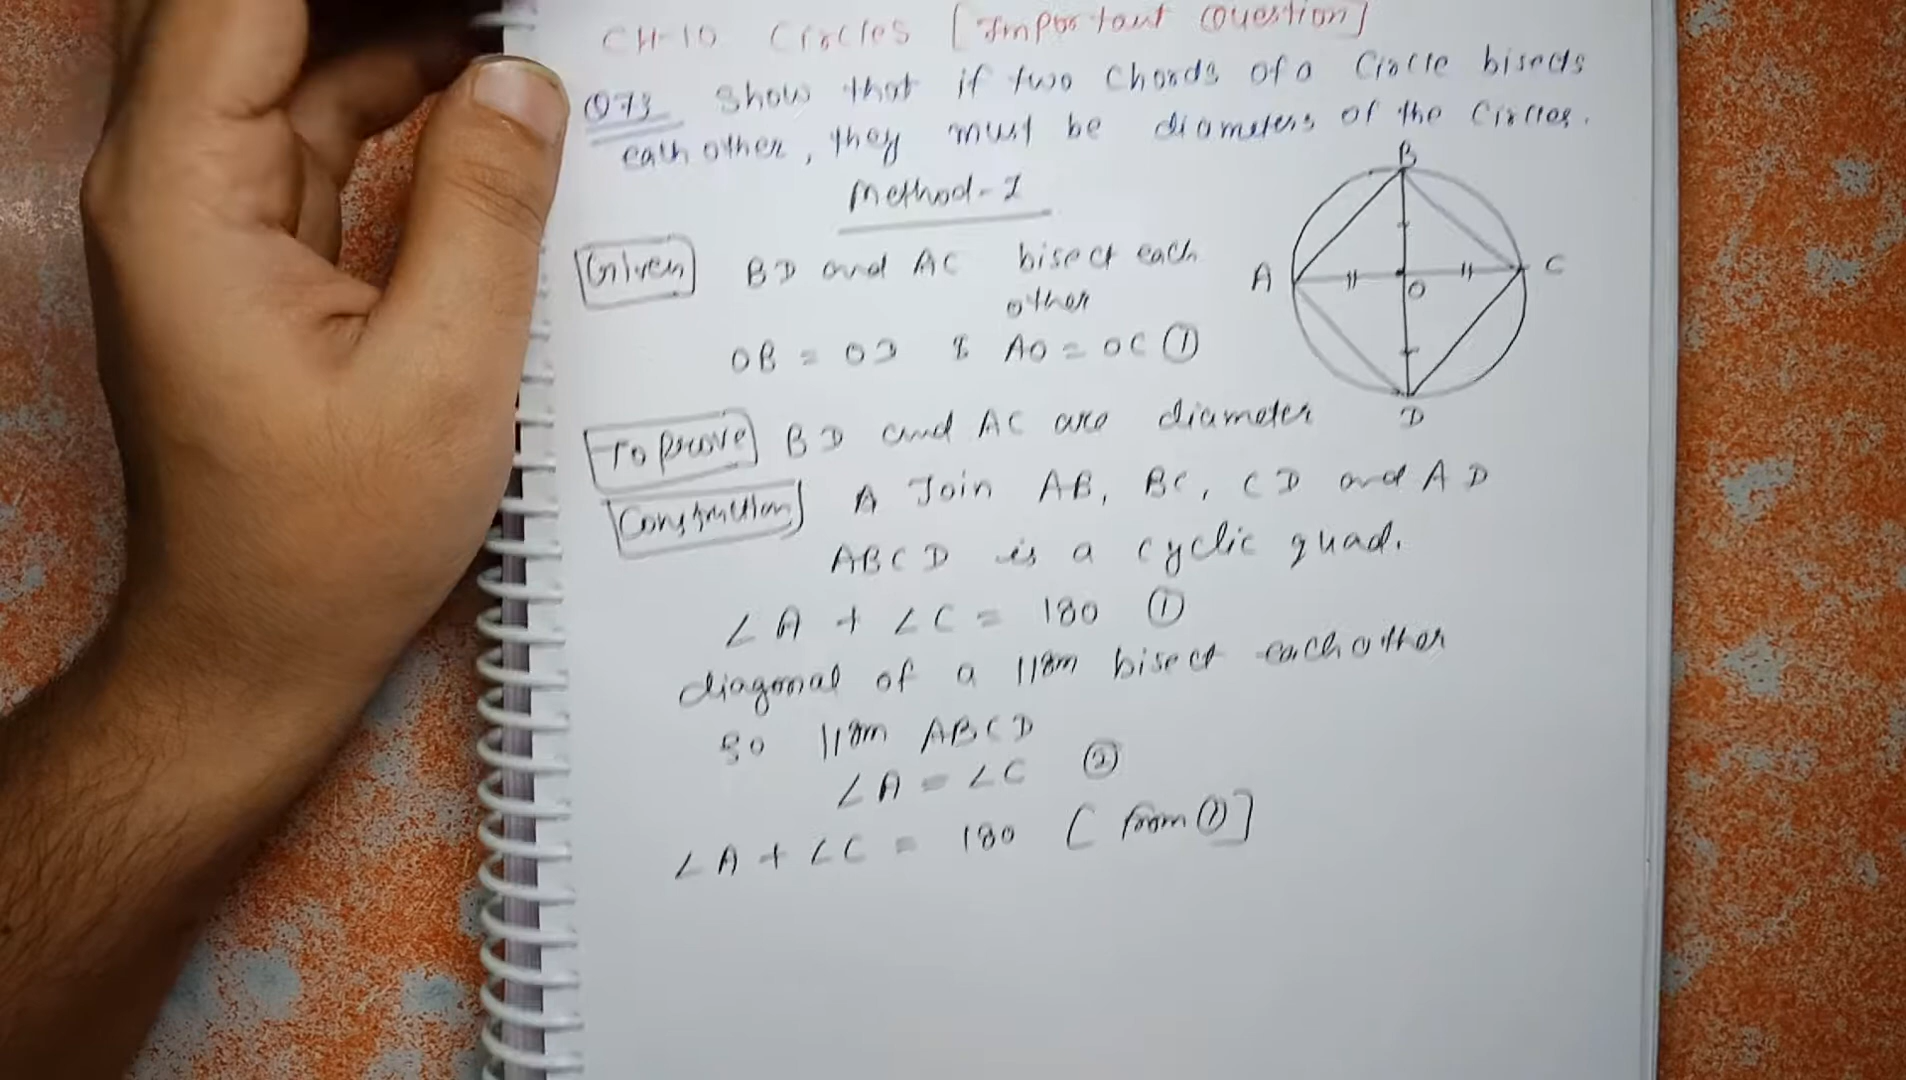 CH-10 Circles [Important Question]
Q73 Show that if two Chords of a Circle bisects
each other, they must be diameters of the Circles.
Method-I
Given BD and AC bisect each
other
OB = OD & AO = OC ①
To prove BD and AC are diameter
Construction A Join AB, BC, CD and AD
ABCD is a cyclic quad.
∠A + ∠C = 180 ①
diagonal of a ||gm bisect each other
so ||gm ABCD
∠A = ∠C ②
∠A + ∠C = 180 [from ①]
B
A
O
C
D